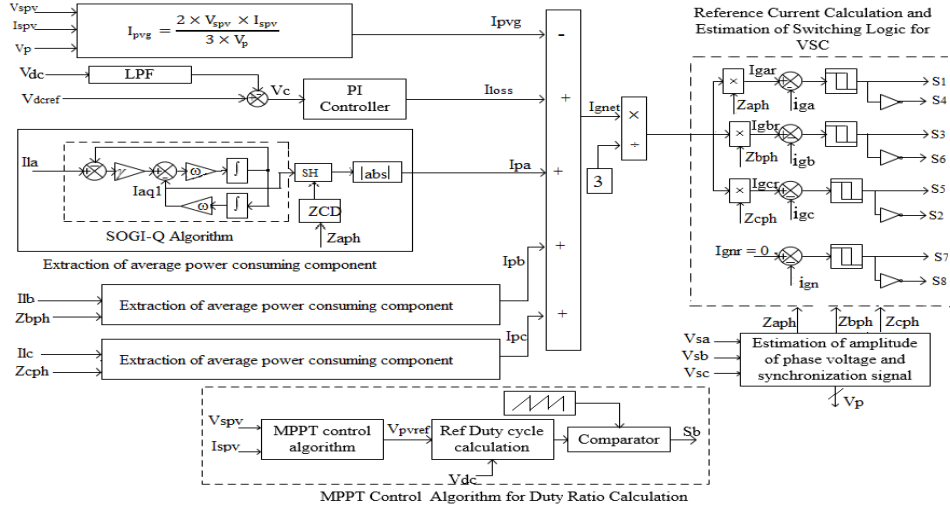 Vspv
Ispv
Vp
Ipvg = 2 × Vspv × Ispv / 3 × Vp
Ipvg
-
Vdc
LPF
Vdcref
Vc
PI
Controller
Iloss
+
Ila
γ
ω
∫
Iaq1
ω
∫
SOGI-Q Algorithm
SH
|abs|
ZCD
Zaph
Ipa
+
Extraction of average power consuming component
Ilb
Zbph
Extraction of average power consuming component
Ipb
+
Ilc
Zcph
Extraction of average power consuming component
Ipc
+
Ignet
×
÷
3
Reference Current Calculation and
Estimation of Switching Logic for
VSC
×
Zaph
Igar
iga
S1
S4
×
Zbph
Igbr
igb
S3
S6
×
Zcph
Igcr
igc
S5
S2
Ignr = 0
ign
S7
S8
Zaph
Zbph
Zcph
Vsa
Vsb
Vsc
Estimation of amplitude
of phase voltage and
synchronization signal
Vp
Vspv
Ispv
MPPT control
algorithm
Vpvref
Ref Duty cycle
calculation
Vdc
Comparator
Sb
MPPT Control Algorithm for Duty Ratio Calculation